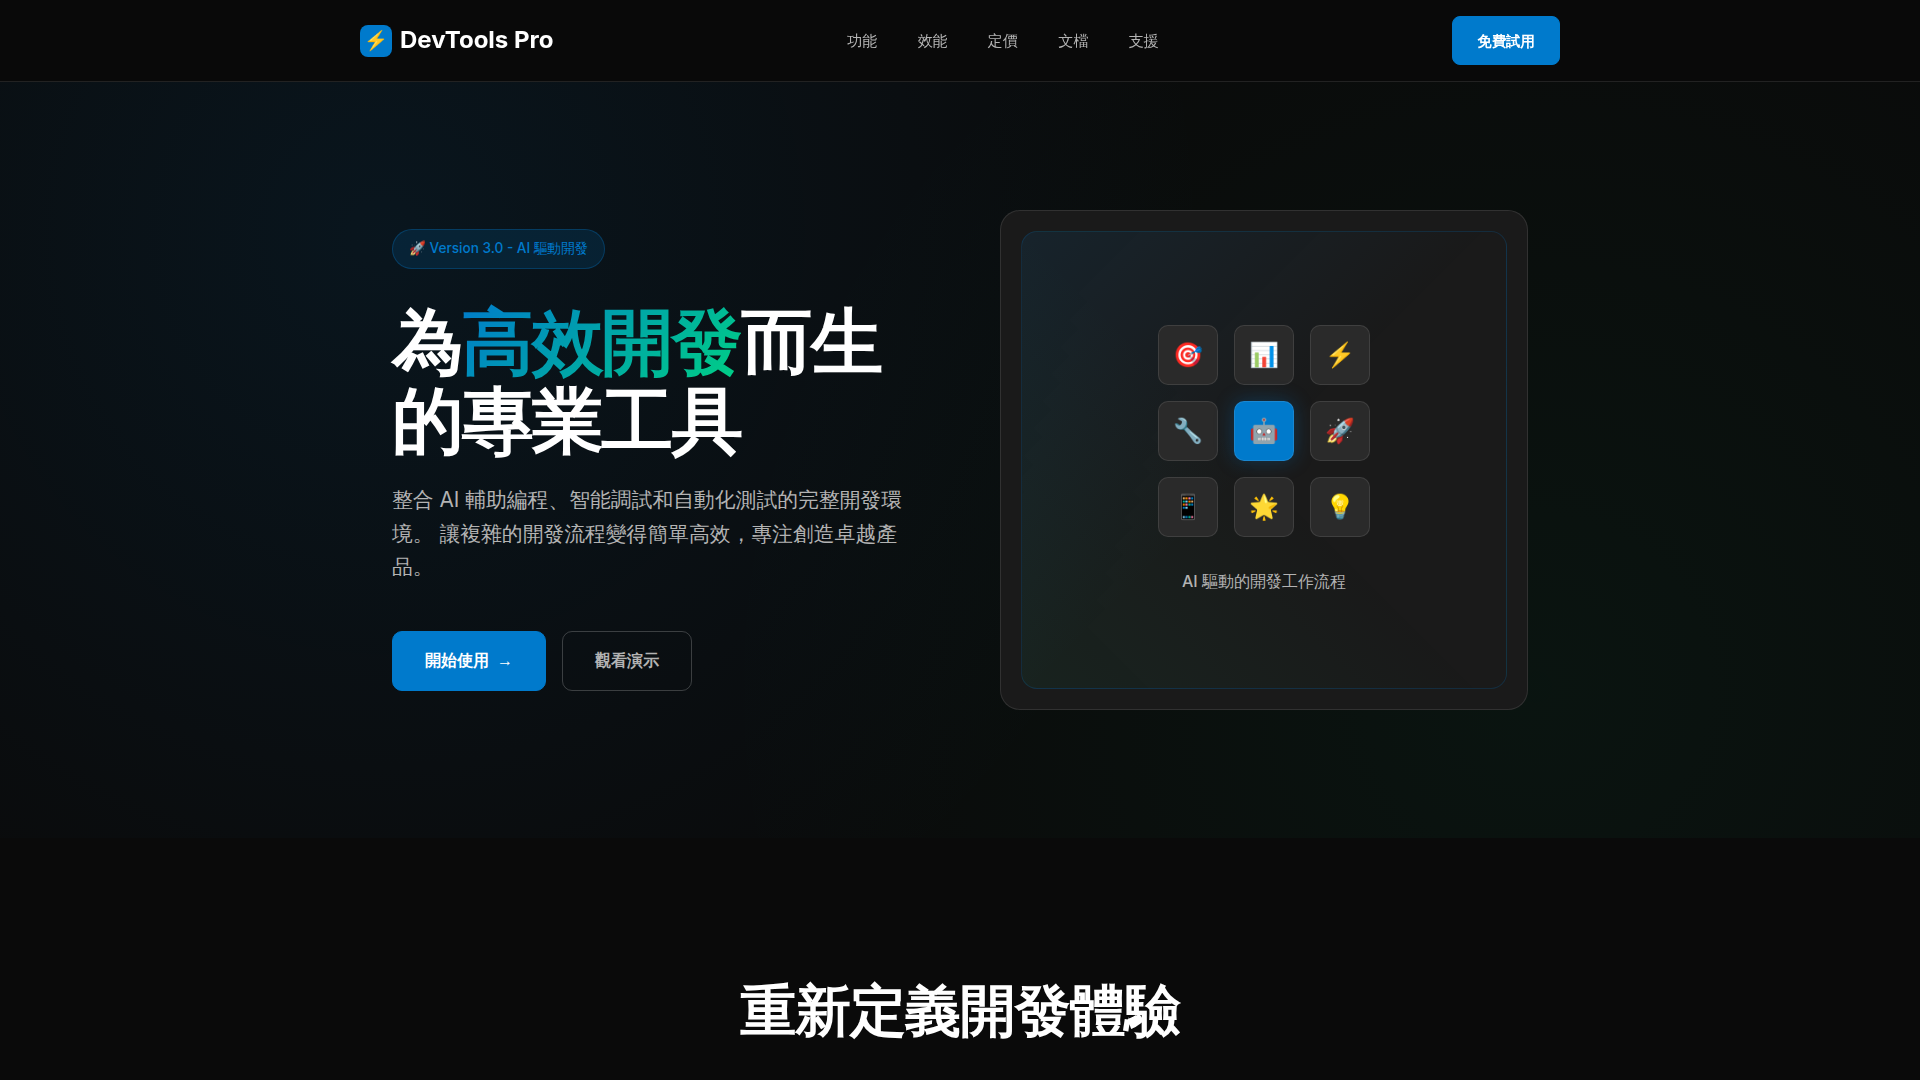 ⚡ DevTools Pro
功能
效能
定價
文檔
支援
免費試用
🚀 Version 3.0 - AI 驅動開發
為高效開發而生
的專業工具
整合 AI 輔助編程、智能調試和自動化測試的完整開發環
境。 讓複雜的開發流程變得簡單高效，專注創造卓越產
品。
開始使用 →
觀看演示
AI 驅動的開發工作流程
重新定義開發體驗